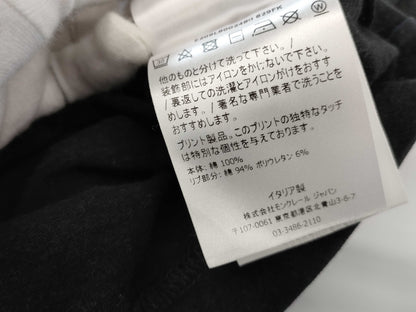 他のものと分けて洗って下さい。/
装飾部にはアイロンをかけないで下さい。
/ 裏返しての洗濯とアイロンがけをおすす
めします。/ 著名な専門業者で洗うことを
おすすめします。
プリント製品。このプリントの独特なタッチ
は特別な個性を与えています。
本体: 綿 100%
リブ部分: 綿 94% ポリウレタン 6%
イタリア製
株式会社モンクレール ジャパン
〒107-0061 東京都港区北青山3-6-7
03-3486-2110